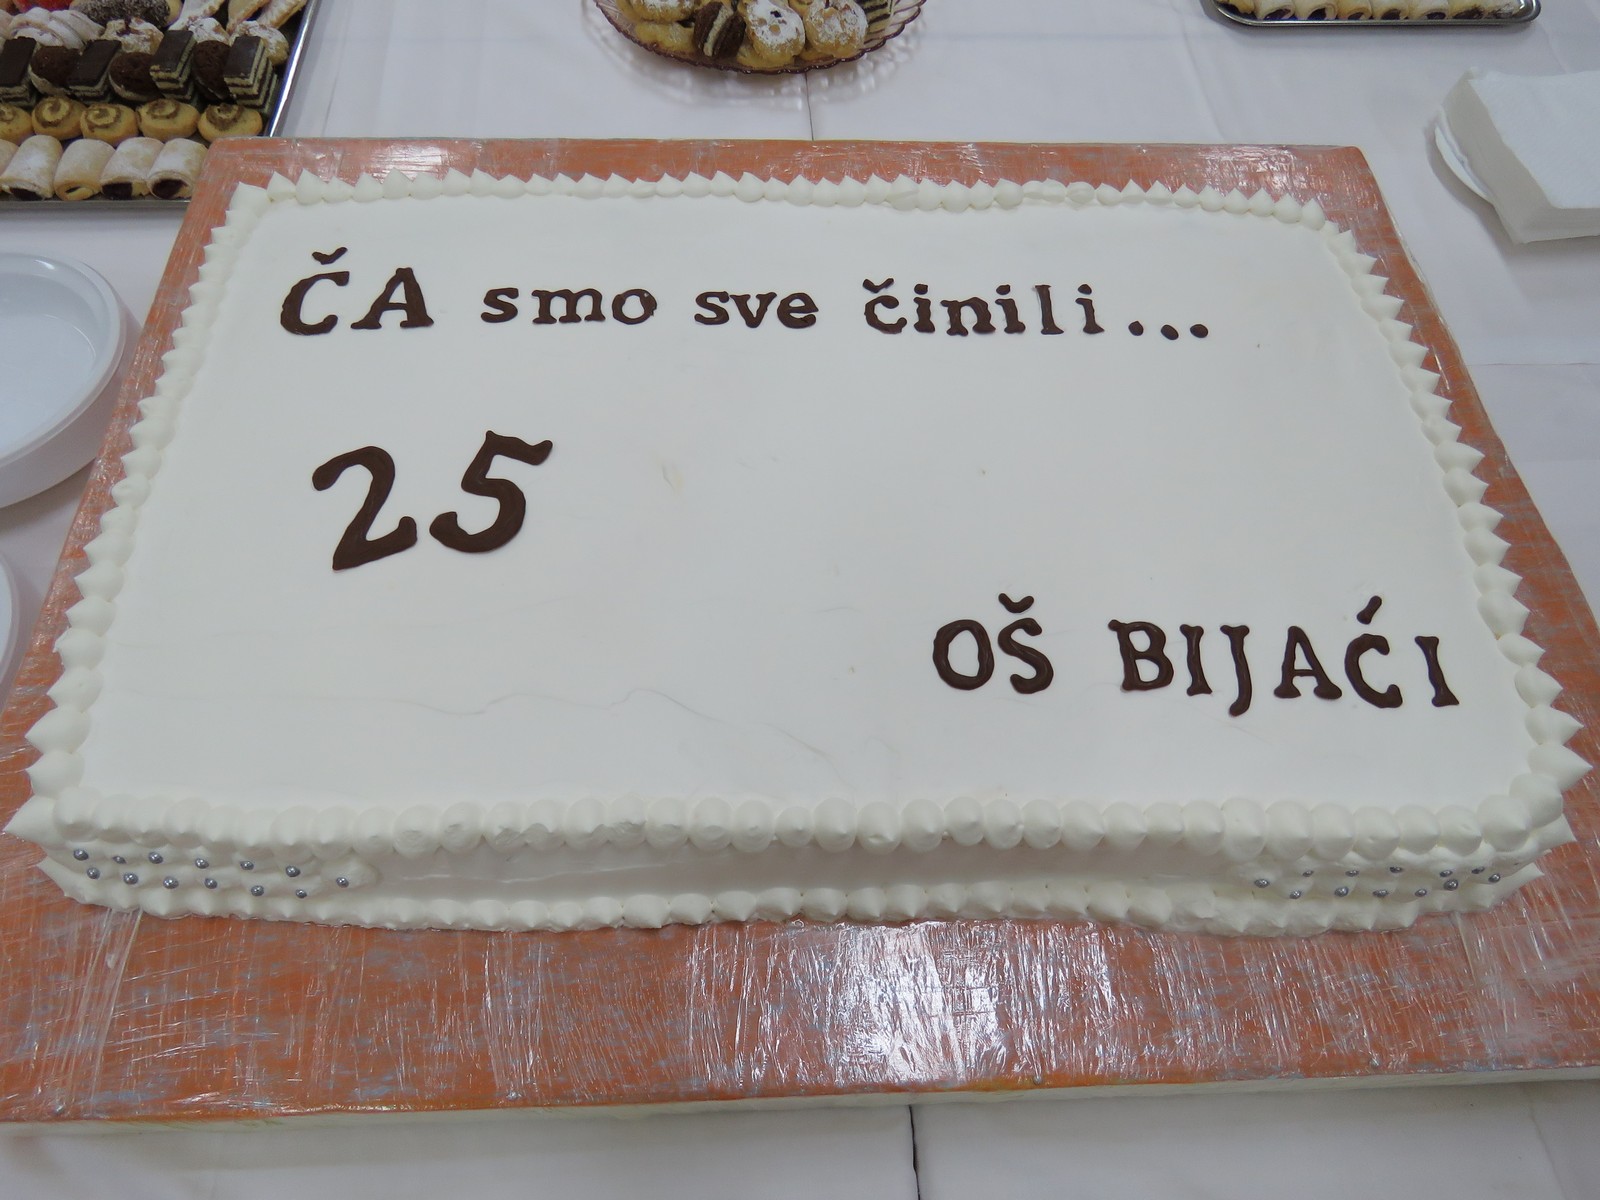 ČA smo sve činili...
25
OŠ BIJAĆI